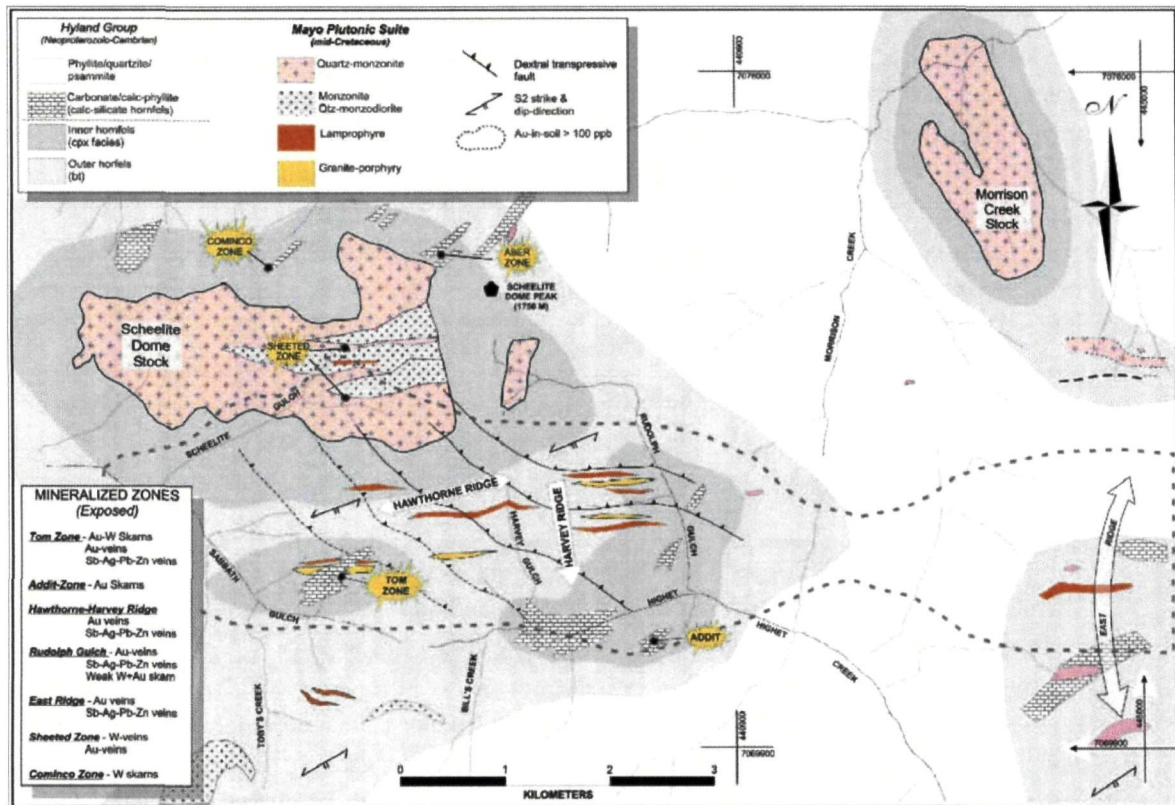 Hyland Group
(Neoproterozoic-Cambrian)
Phyllite/quartzite/
psammite
Carbonate/calc-phyllite
(calc-silicate hornfels)
Inner hornfels
(cpx facies)
Outer horfels
(bt)
Mayo Plutonic Suite
(mid-Cretaceous)
Quartz-monzonite
Monzonite
Qtz-monzodiorite
Lamprophyre
Granite-porphyry
Dextral transpressive
fault
S2 strike &
dip-direction
Au-in-soil > 100 ppb
7076000
7076000
N
Morrison
Creek
Stock
COMINCO
ZONE
ABER
ZONE
SCHEELITE
DOME PEAK
Scheelite
Dome
Stock
SHEETED
ZONE
MORRISON
CREEK
SCHEELITE
GULCH
RUDOLPH
GULCH
HAWTHORNE RIDGE
HARVEY
GULCH
HARVEY RIDGE
SABBATH
GULCH
TOM
ZONE
HIGHET
ADDIT
HIGHET
CREEK
EAST
RIDGE
TOBY'S CREEK
BILL'S CREEK
7069900
7069900
MINERALIZED ZONES
(Exposed)
Tom Zone - Au-W Skarns
Au-veins
Sb-Ag-Pb-Zn veins
Addit-Zone - Au Skarns
Hawthorne-Harvey Ridge
Au veins
Sb-Ag-Pb-Zn veins
Rudolph Gulch - Au-veins
Sb-Ag-Pb-Zn veins
Weak W+Au skarn
East Ridge - Au veins
Sb-Ag-Pb-Zn veins
Sheeted Zone - W-veins
Au-veins
Cominco Zone - W skarns
0 1 2 3
KILOMETERS